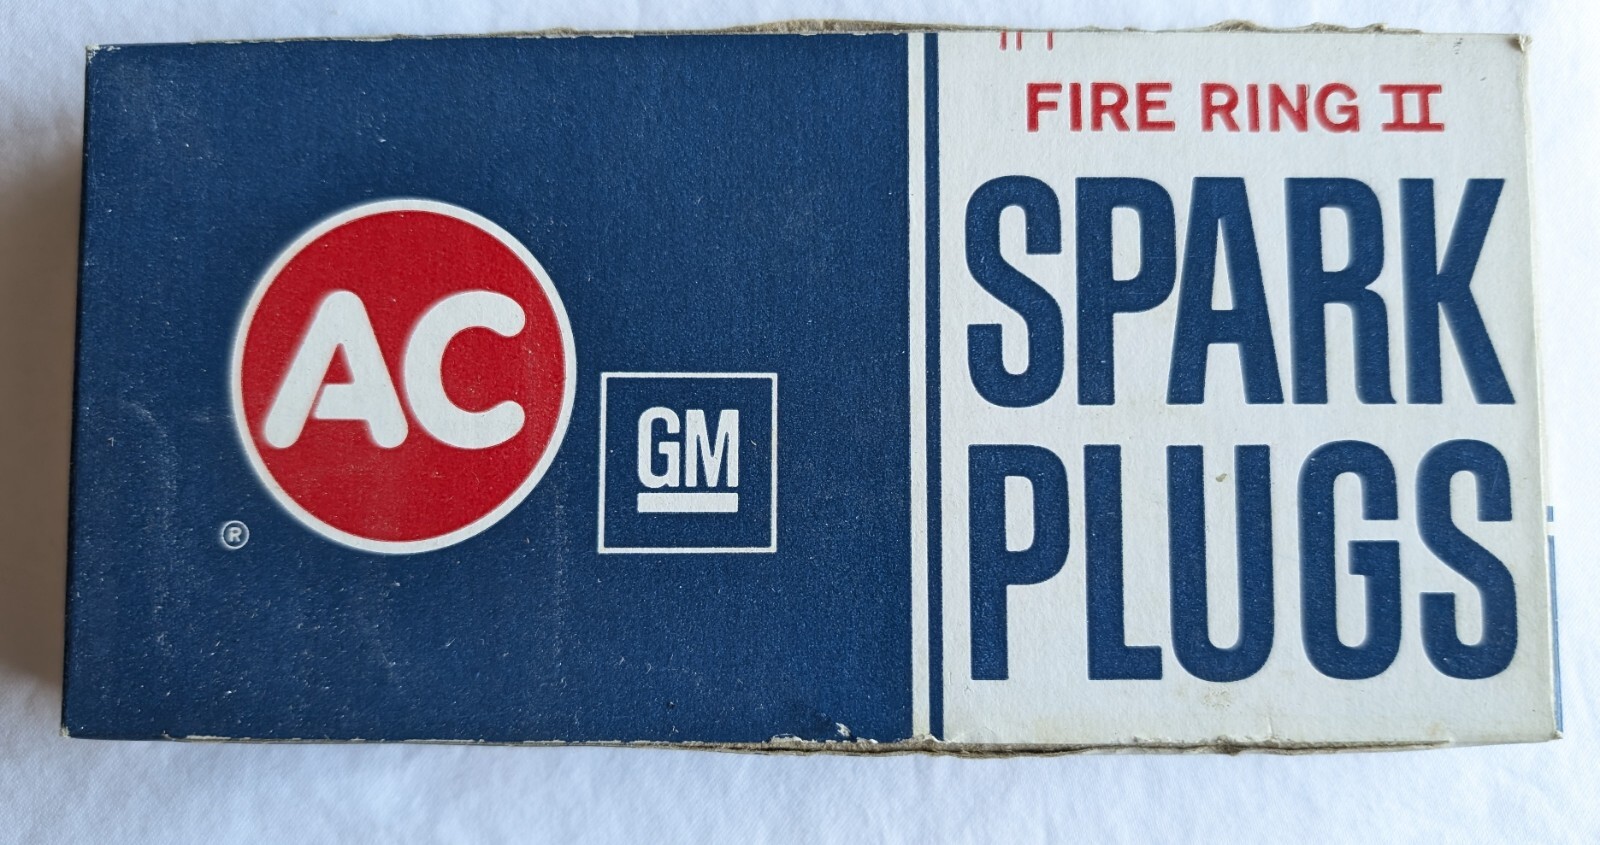 FIRE RING II
SPARK
PLUGS
AC
®
GM